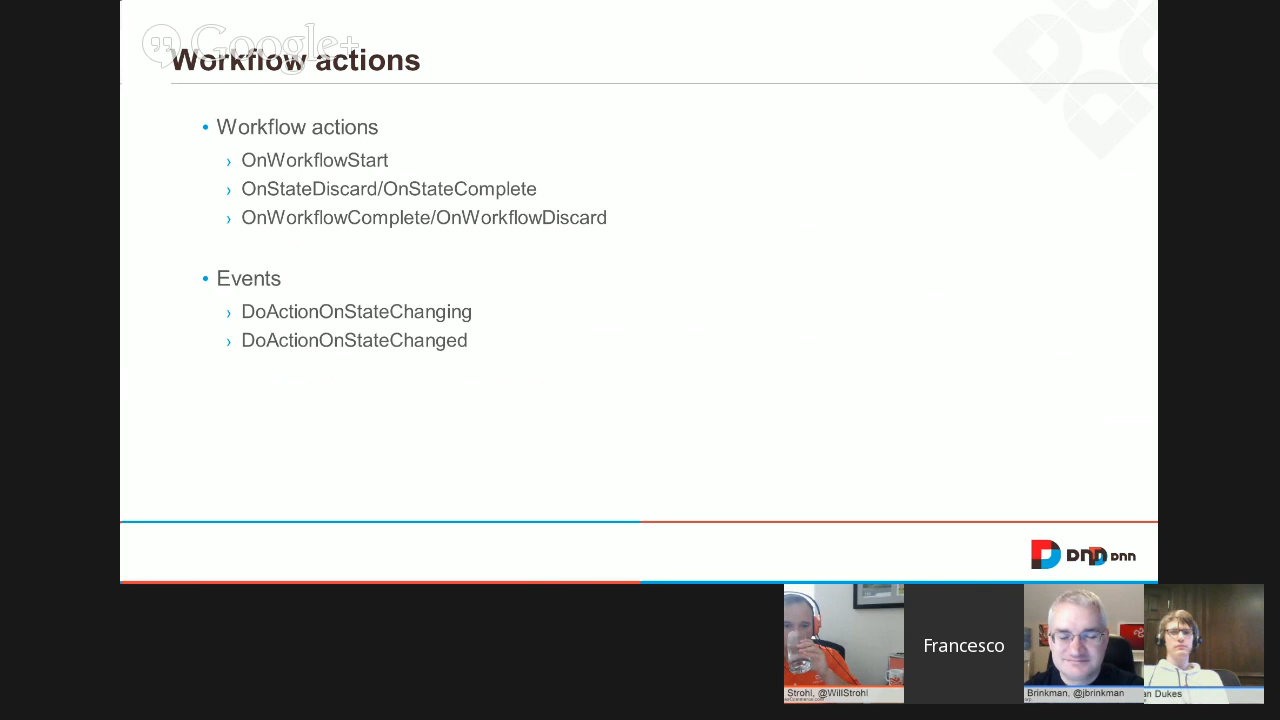 Google+
Workflow actions
• Workflow actions
› OnWorkflowStart
› OnStateDiscard/OnStateComplete
› OnWorkflowComplete/OnWorkflowDiscard
• Events
› DoActionOnStateChanging
› DoActionOnStateChanged
dnn dnn
Francesco
Strohl, @WillStrohl
Brinkman, @jbrinkman
an Dukes